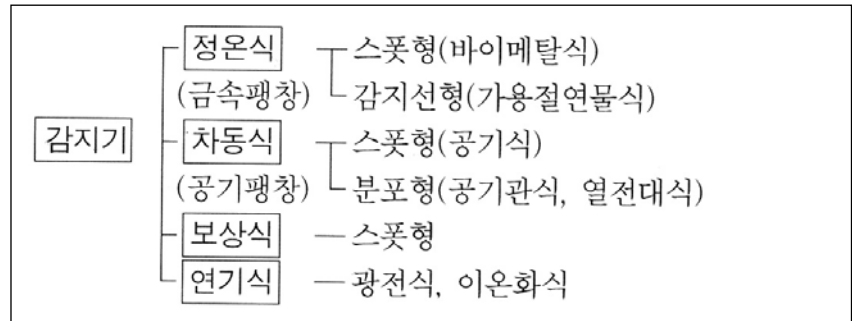 정온식 스폿형(바이메탈식)
(금속팽창) 감지선형(가용절연물식)
감지기 차동식 스폿형(공기식)
(공기팽창) 분포형(공기관식, 열전대식)
보상식 스폿형
연기식 광전식, 이온화식